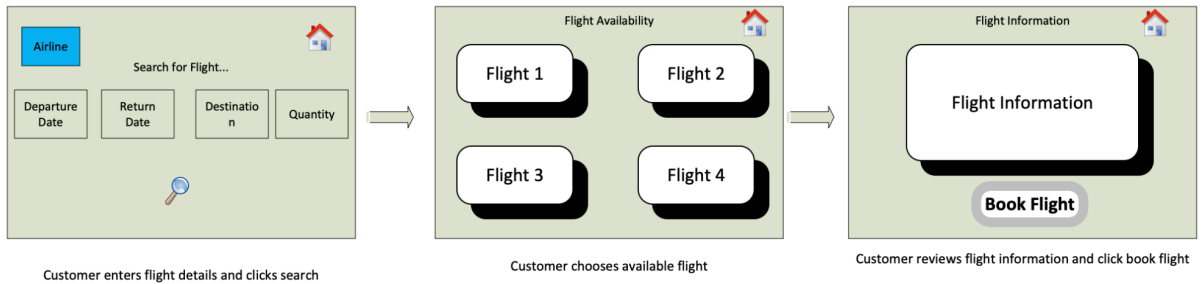 Airline
Search for Flight...
Departure
Date
Return
Date
Destinatio
n
Quantity
Customer enters flight details and clicks search
Flight Availability
Flight 1
Flight 2
Flight 3
Flight 4
Customer chooses available flight
Flight Information
Flight Information
Book Flight
Customer reviews flight information and click book flight